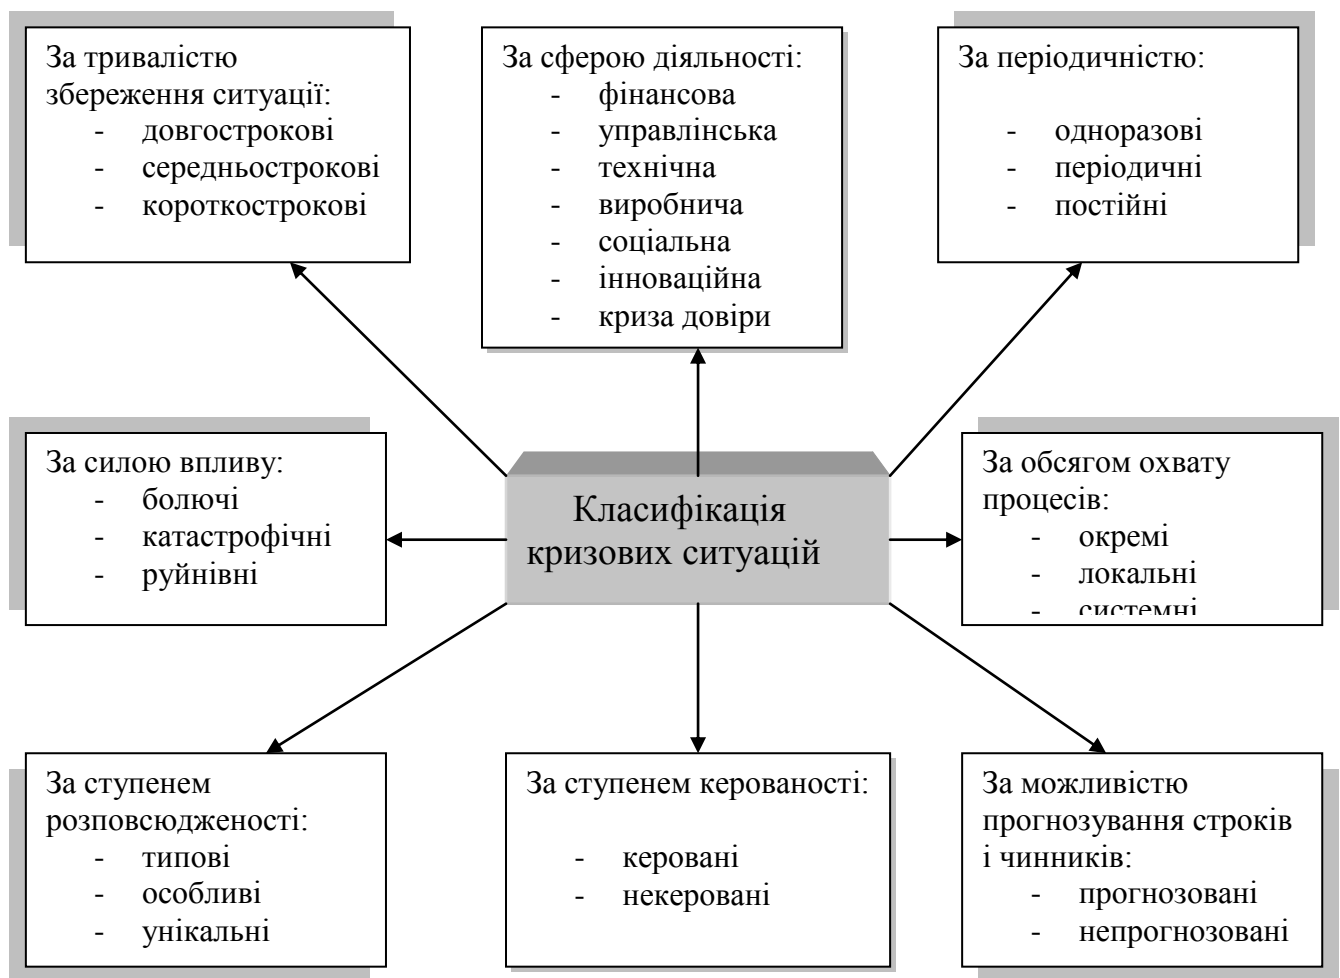 За тривалістю
збереження ситуації:
- довгострокові
- середньострокові
- короткострокові
За сферою діяльності:
- фінансова
- управлінська
- технічна
- виробнича
- соціальна
- інноваційна
- криза довіри
За періодичністю:
- одноразові
- періодичні
- постійні
За силою впливу:
- болючі
- катастрофічні
- руйнівні
Класифікація
кризових ситуацій
За обсягом охвату
процесів:
- окремі
- локальні
- системні
За ступенем
розповсюдженості:
- типові
- особливі
- унікальні
За ступенем керованості:
- керовані
- некеровані
За можливістю
прогнозування строків
і чинників:
- прогнозовані
- непрогнозовані